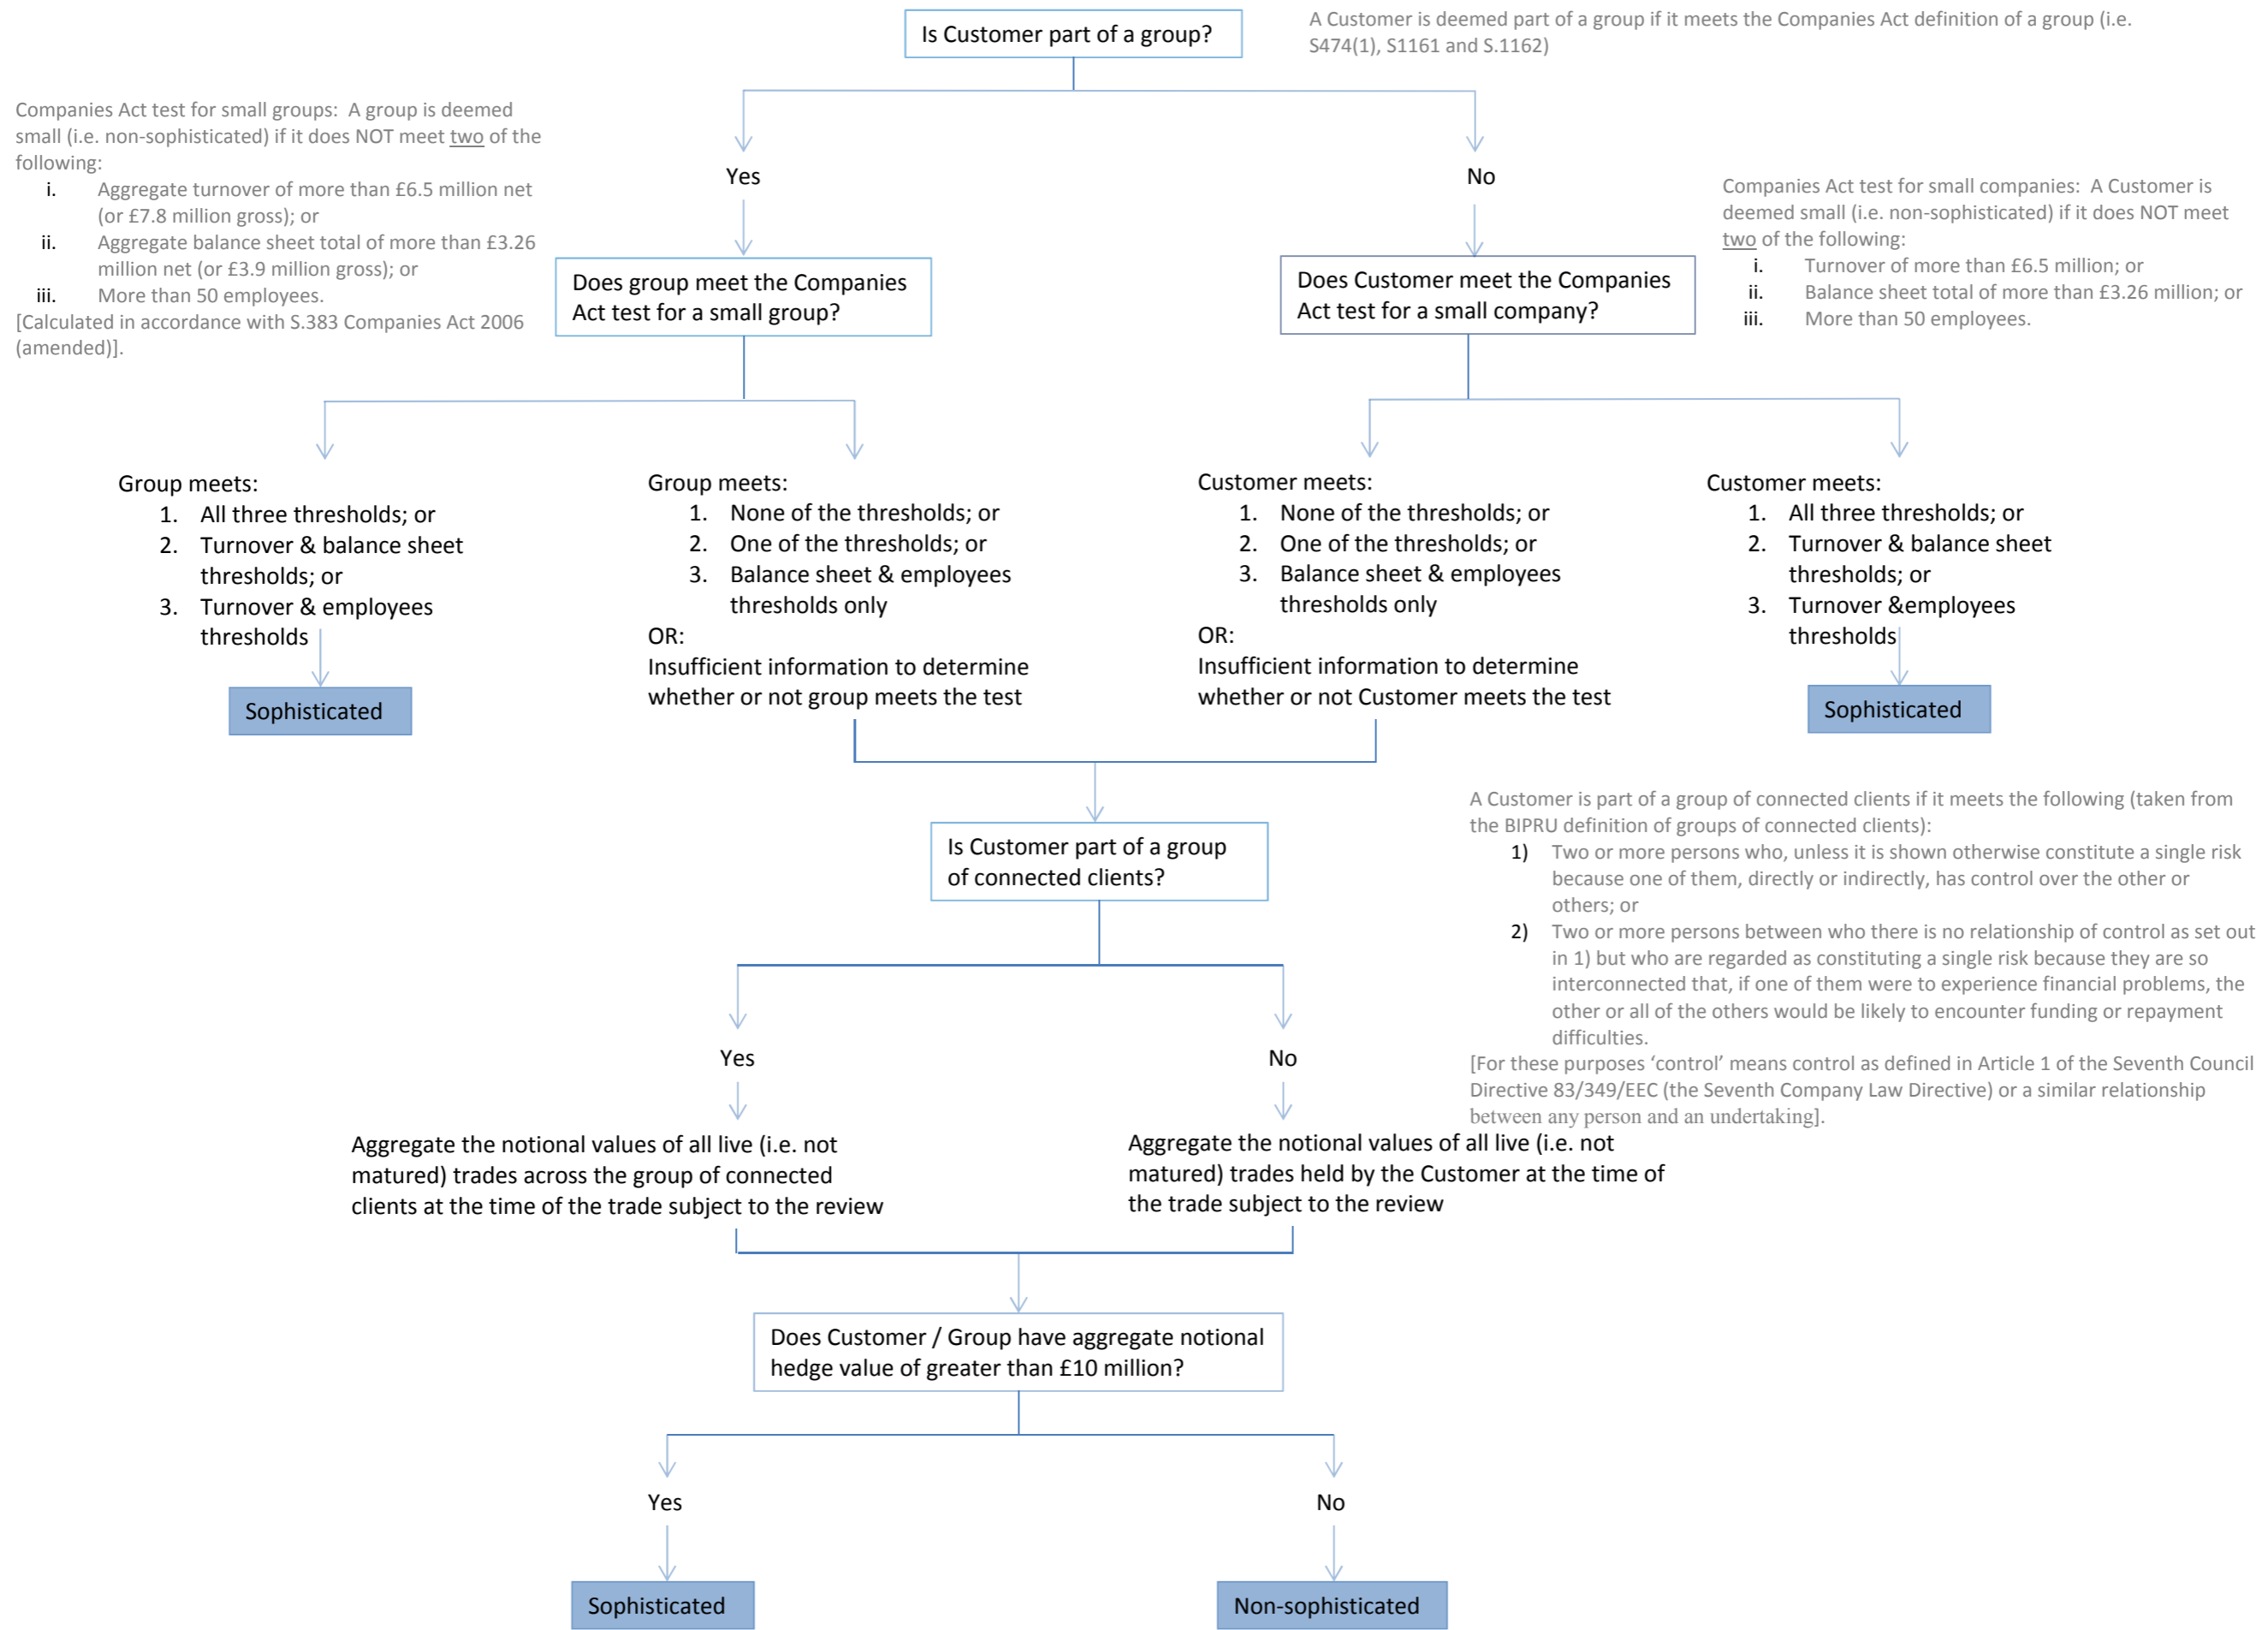 Is Customer part of a group?
A Customer is deemed part of a group if it meets the Companies Act definition of a group (i.e.
S474(1), S1161 and S.1162)
Companies Act test for small groups:  A group is deemed
small (i.e. non-sophisticated) if it does NOT meet two of the
following:
i. Aggregate turnover of more than £6.5 million net
(or £7.8 million gross); or
ii. Aggregate balance sheet total of more than £3.26
million net (or £3.9 million gross); or
iii. More than 50 employees.
[Calculated in accordance with S.383 Companies Act 2006
(amended)].
Yes
No
Companies Act test for small companies:  A Customer is
deemed small (i.e. non-sophisticated) if it does NOT meet
two of the following:
i. Turnover of more than £6.5 million; or
ii. Balance sheet total of more than £3.26 million; or
iii. More than 50 employees.
Does group meet the Companies
Act test for a small group?
Does Customer meet the Companies
Act test for a small company?
Group meets:
1. All three thresholds; or
2. Turnover & balance sheet
thresholds; or
3. Turnover & employees
thresholds
Sophisticated
Group meets:
1. None of the thresholds; or
2. One of the thresholds; or
3. Balance sheet & employees
thresholds only
OR:
Insufficient information to determine
whether or not group meets the test
Customer meets:
1. None of the thresholds; or
2. One of the thresholds; or
3. Balance sheet & employees
thresholds only
OR:
Insufficient information to determine
whether or not Customer meets the test
Customer meets:
1. All three thresholds; or
2. Turnover & balance sheet
thresholds; or
3. Turnover &employees
thresholds
Sophisticated
Is Customer part of a group
of connected clients?
A Customer is part of a group of connected clients if it meets the following (taken from
the BIPRU definition of groups of connected clients):
1) Two or more persons who, unless it is shown otherwise constitute a single risk
because one of them, directly or indirectly, has control over the other or
others; or
2) Two or more persons between who there is no relationship of control as set out
in 1) but who are regarded as constituting a single risk because they are so
interconnected that, if one of them were to experience financial problems, the
other or all of the others would be likely to encounter funding or repayment
difficulties.
[For these purposes ‘control’ means control as defined in Article 1 of the Seventh Council
Directive 83/349/EEC (the Seventh Company Law Directive) or a similar relationship
between any person and an undertaking].
Yes
No
Aggregate the notional values of all live (i.e. not
matured) trades across the group of connected
clients at the time of the trade subject to the review
Aggregate the notional values of all live (i.e. not
matured) trades held by the Customer at the time of
the trade subject to the review
Does Customer / Group have aggregate notional
hedge value of greater than £10 million?
Yes
No
Sophisticated
Non-sophisticated